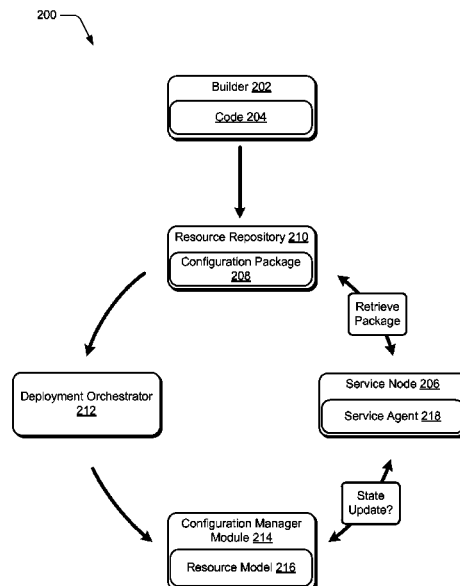 200
Builder 202
Code 204
Resource Repository 210
Configuration Package
208
Retrieve
Package
Deployment Orchestrator
212
Service Node 206
Service Agent 218
State
Update?
Configuration Manager
Module 214
Resource Model 216